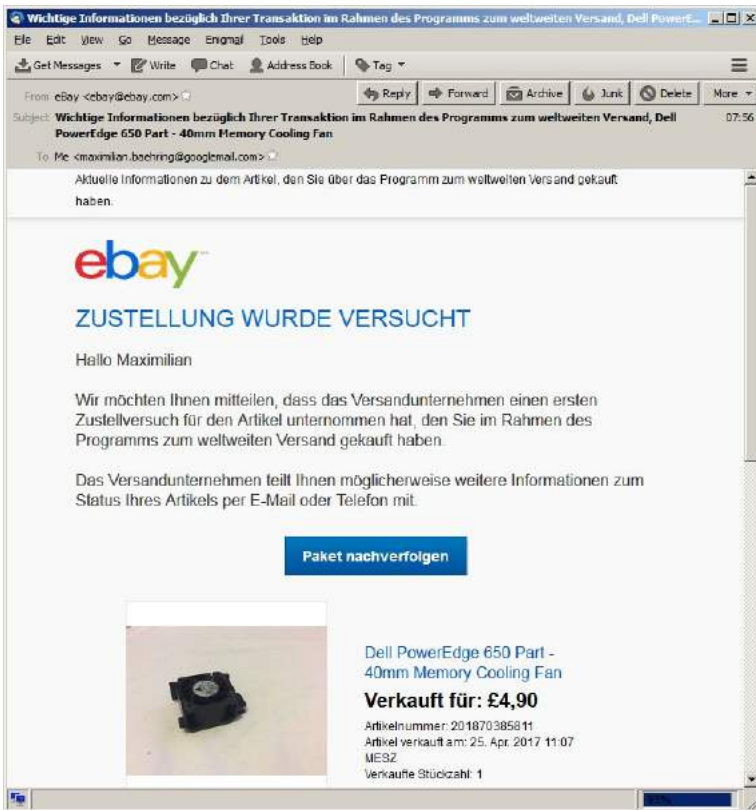 Wichtige Informationen bezüglich Ihrer Transaktion im Rahmen des Programms zum weltweiten Versand, Dell PowerE...
File Edit View Go Message Enigmail Tools Help
Get Messages Write Chat Address Book Tag
From eBay <ebay@ebay.com> Reply Forward Archive Junk Delete More
Subject Wichtige Informationen bezüglich Ihrer Transaktion im Rahmen des Programms zum weltweiten Versand, Dell 07:56
PowerEdge 650 Part - 40mm Memory Cooling Fan
To Me <maximilian.baehring@googlemail.com>
Aktuelle Informationen zu dem Artikel, den Sie über das Programm zum weltweiten Versand gekauft
haben.
ebay
ZUSTELLUNG WURDE VERSUCHT
Hallo Maximilian
Wir möchten Ihnen mitteilen, dass das Versandunternehmen einen ersten
Zustellversuch für den Artikel unternommen hat, den Sie im Rahmen des
Programms zum weltweiten Versand gekauft haben.
Das Versandunternehmen teilt Ihnen möglicherweise weitere Informationen zum
Status Ihres Artikels per E-Mail oder Telefon mit.
Paket nachverfolgen
Dell PowerEdge 650 Part -
40mm Memory Cooling Fan
Verkauft für: £4,90
Artikelnummer: 201870385811
Artikel verkauft am: 25. Apr. 2017 11:07
MESZ
Verkaufte Stückzahl: 1